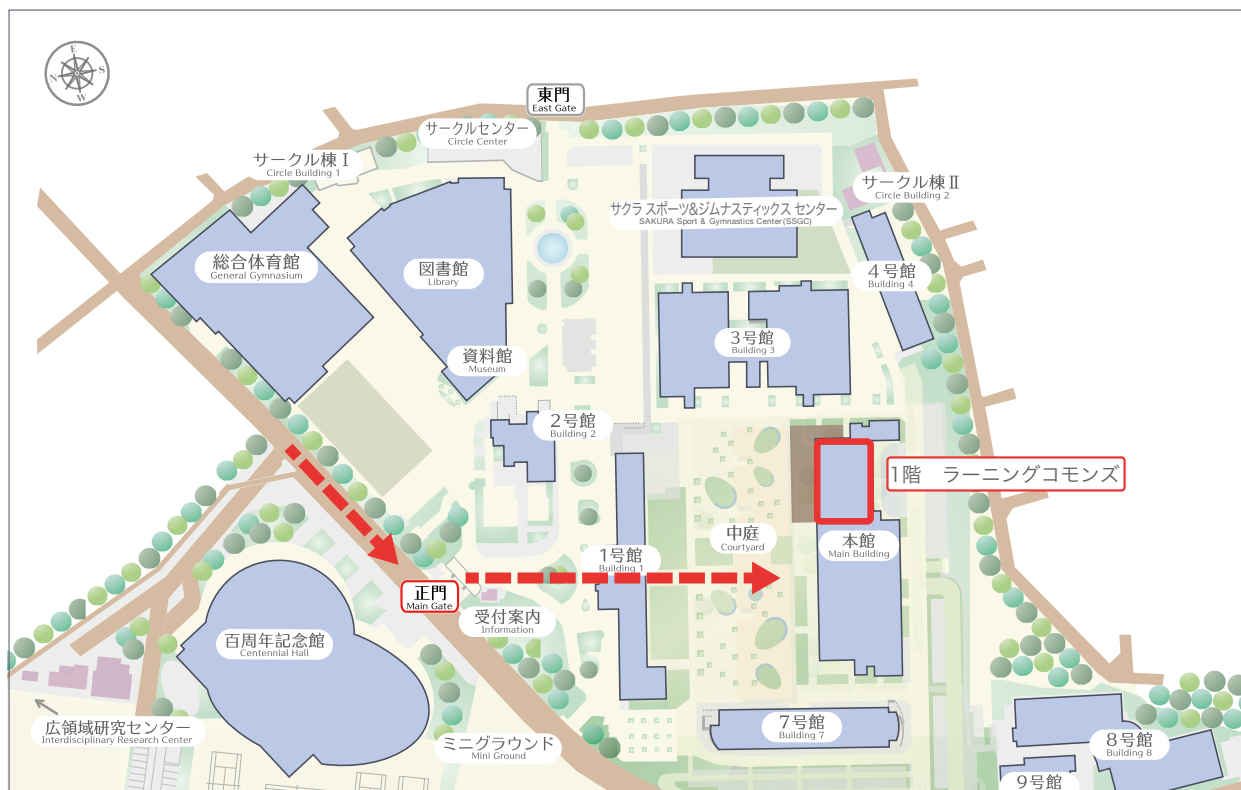 E
N
S
W
東門
East Gate
サークルセンター
Circle Center
サークル棟Ⅰ
Circle Building 1
サークル棟Ⅱ
Circle Building 2
サクラ スポーツ&ジムナスティックス センター
SAKURA Sport & Gymnastics Center(SSGC)
総合体育館
General Gymnasium
図書館
Library
4号館
Building 4
3号館
Building 3
資料館
Museum
2号館
Building 2
1階　ラーニングコモンズ
中庭
Courtyard
本館
Main Building
1号館
Building 1
正門
Main Gate
受付案内
Information
百周年記念館
Centennial Hall
広領域研究センター
Interdisciplinary Research Center
ミニグラウンド
Mini Ground
7号館
Building 7
8号館
Building 8
9号館